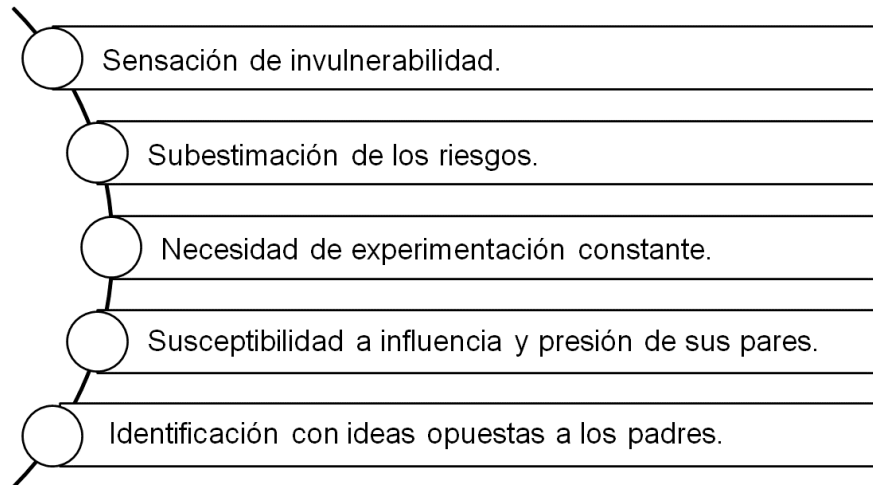 Sensación de invulnerabilidad.
Subestimación de los riesgos.
Necesidad de experimentación constante.
Susceptibilidad a influencia y presión de sus pares.
Identificación con ideas opuestas a los padres.